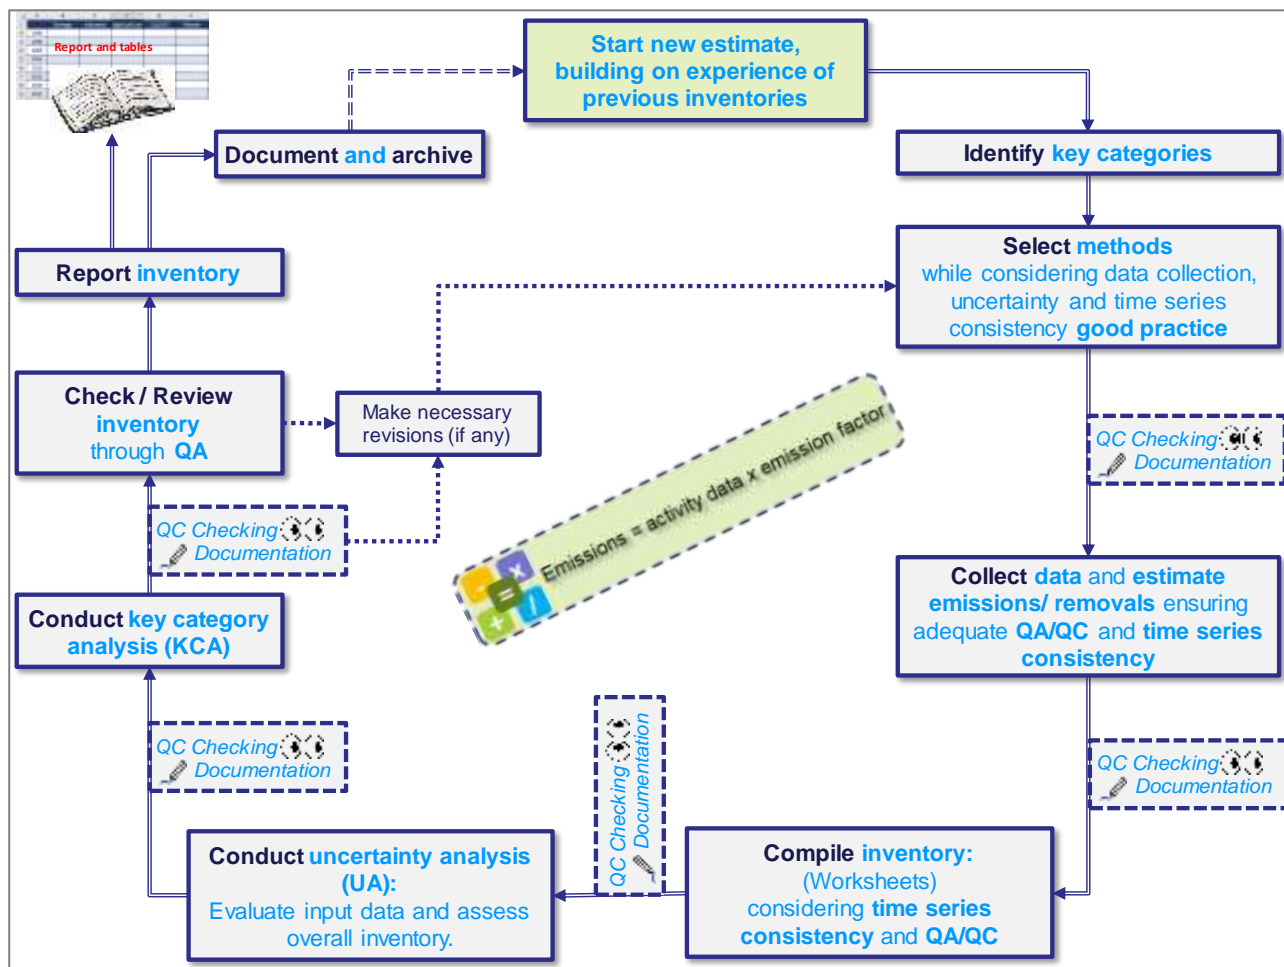 Report and tables
Start new estimate,
building on experience of
previous inventories
Document and archive
Identify key categories
Report inventory
Select methods
while considering data collection,
uncertainty and time series
consistency good practice
Check / Review
inventory
through QA
Make necessary
revisions (if any)
Emissions = activity data x emission factor
QC Checking
Documentation
QC Checking
Documentation
Conduct key category
analysis (KCA)
Collect data and estimate
emissions/ removals ensuring
adequate QA/QC and time series
consistency
QC Checking
Documentation
QC Checking
Documentation
QC Checking
Documentation
Conduct uncertainty analysis
(UA):
Evaluate input data and assess
overall inventory.
Compile inventory:
(Worksheets)
considering time series
consistency and QA/QC